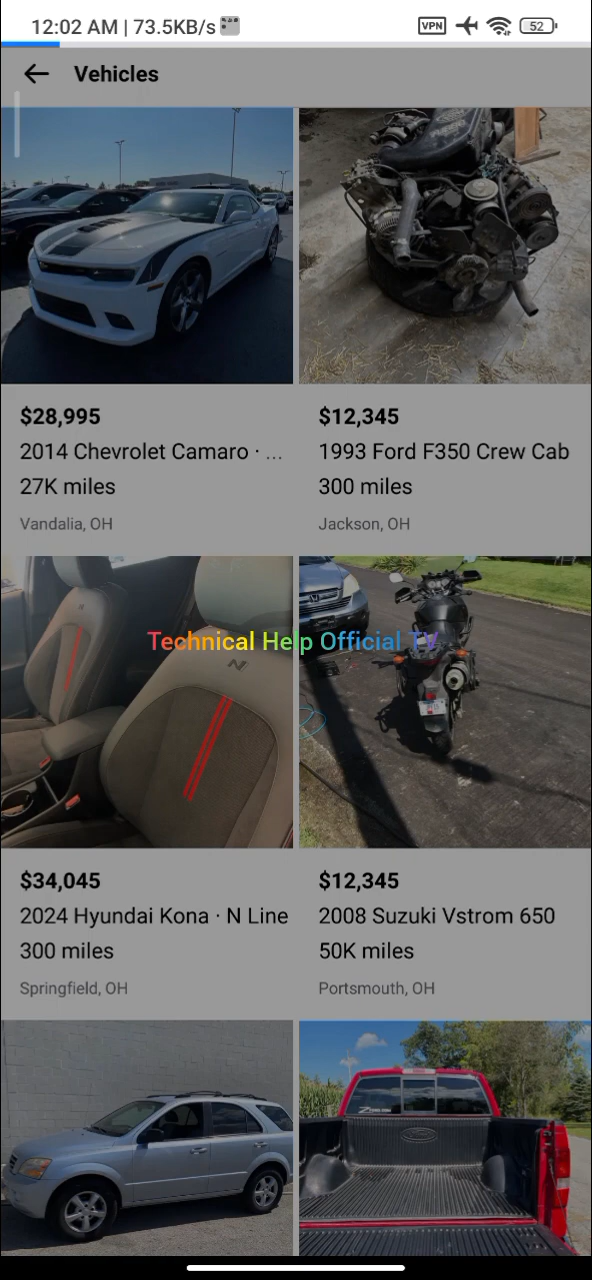 12:02 AM | 73.5KB/s
VPN
52
Vehicles
$28,995
2014 Chevrolet Camaro · ...
27K miles
Vandalia, OH
$12,345
1993 Ford F350 Crew Cab
300 miles
Jackson, OH
Technical Help Official TV
$34,045
2024 Hyundai Kona · N Line
300 miles
Springfield, OH
$12,345
2008 Suzuki Vstrom 650
50K miles
Portsmouth, OH